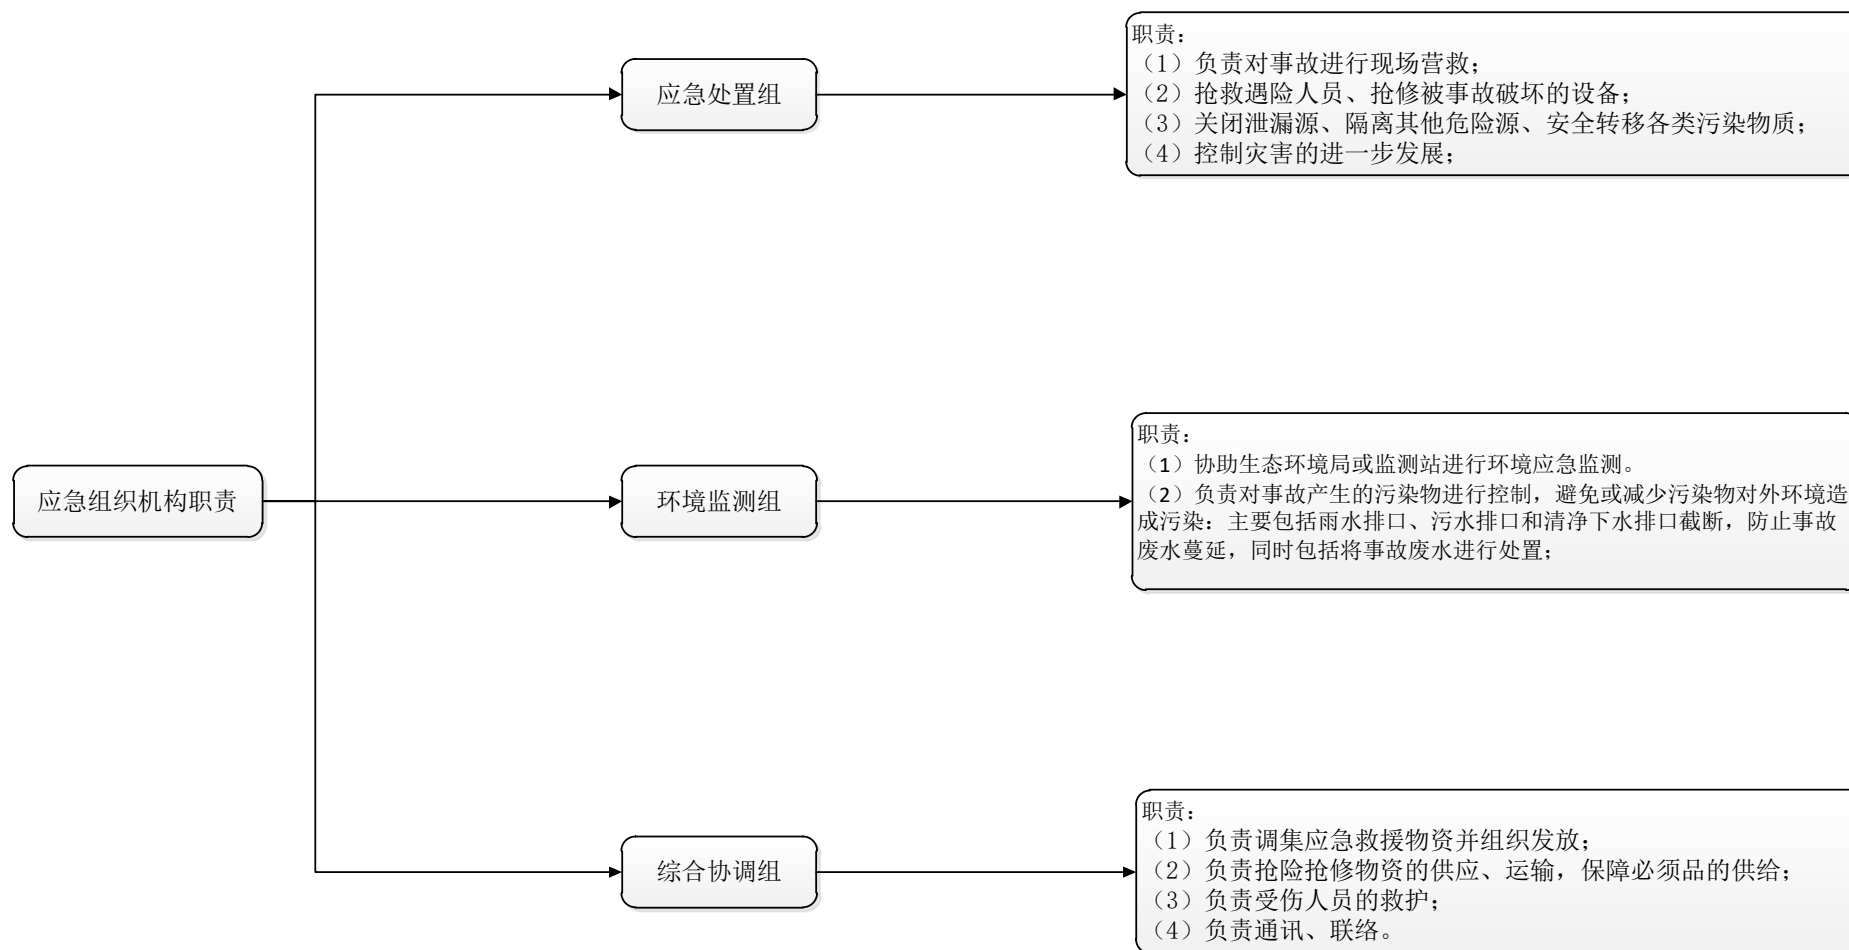 应急组织机构职责
应急处置组
职责：
（1）负责对事故进行现场营救；
（2）抢救遇险人员、抢修被事故破坏的设备；
（3）关闭泄漏源、隔离其他危险源、安全转移各类污染物质；
（4）控制灾害的进一步发展；
环境监测组
职责：
（1）协助生态环境局或监测站进行环境应急监测。
（2）负责对事故产生的污染物进行控制，避免或减少污染物对外环境造
成污染：主要包括雨水排口、污水排口和清净下水排口截断，防止事故
废水蔓延，同时包括将事故废水进行处置；
综合协调组
职责：
（1）负责调集应急救援物资并组织发放；
（2）负责抢险抢修物资的供应、运输，保障必须品的供给；
（3）负责受伤人员的救护；
（4）负责通讯、联络。